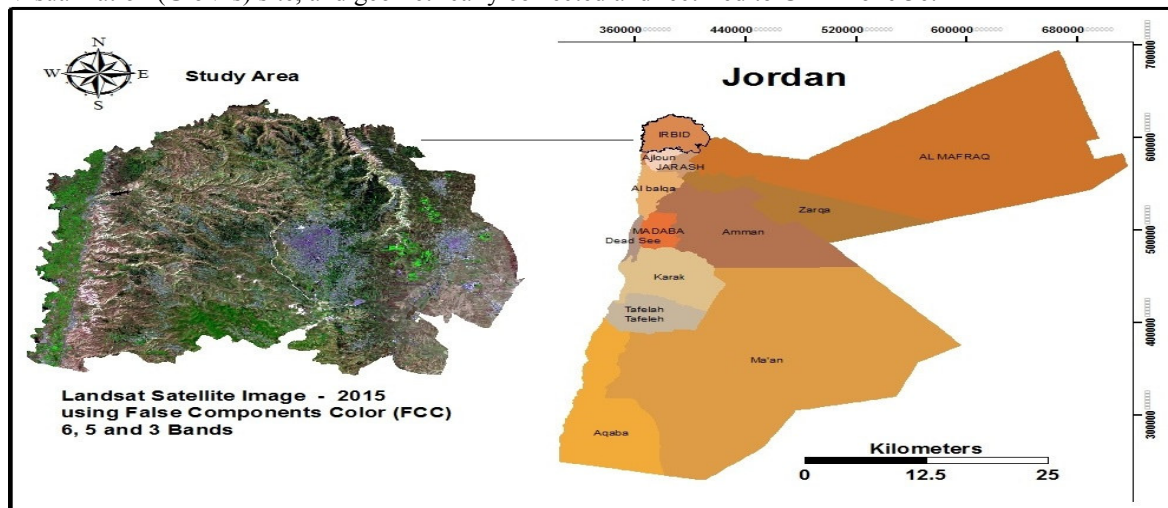 N
W E
S
Study Area
Landsat Satellite Image - 2015
using False Components Color (FCC)
6, 5 and 3 Bands
360000 440000 520000 600000 680000
Jordan
IRBID
Ajloun
JARASH
AL MAFRAQ
Al balqa
Zarqa
MADABA
Dead See
Amman
Karak
Tafelah
Tafeleh
Ma'an
Aqaba
700000
600000
500000
400000
300000
Kilometers
0 12.5 25